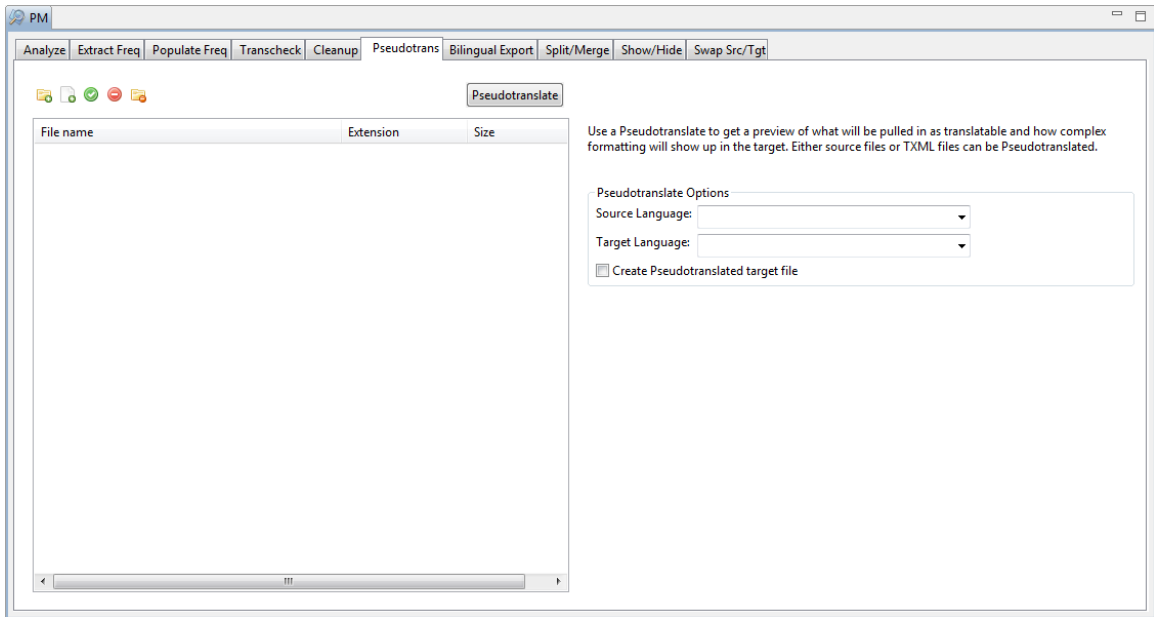 PM
Analyze Extract Freq Populate Freq Transcheck Cleanup Pseudotrans Bilingual Export Split/Merge Show/Hide Swap Src/Tgt
Pseudotranslate
File name Extension Size
Use a Pseudotranslate to get a preview of what will be pulled in as translatable and how complex
formatting will show up in the target. Either source files or TXML files can be Pseudotranslated.
Pseudotranslate Options
Source Language:
Target Language:
Create Pseudotranslated target file